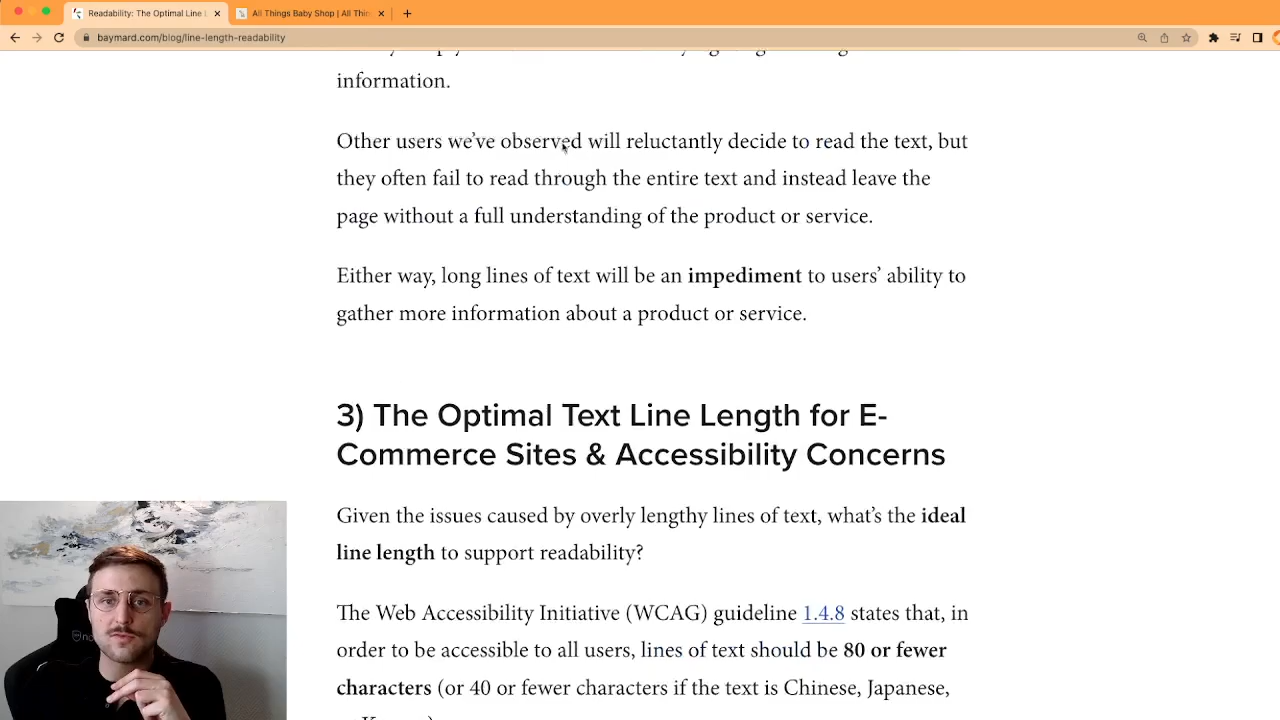 Readability: The Optimal Line L
All Things Baby Shop | All Thin
baymard.com/blog/line-length-readability
information.
Other users we've observed will reluctantly decide to read the text, but
they often fail to read through the entire text and instead leave the
page without a full understanding of the product or service.
Either way, long lines of text will be an impediment to users' ability to
gather more information about a product or service.
3) The Optimal Text Line Length for E-
Commerce Sites & Accessibility Concerns
Given the issues caused by overly lengthy lines of text, what's the ideal
line length to support readability?
The Web Accessibility Initiative (WCAG) guideline 1.4.8 states that, in
order to be accessible to all users, lines of text should be 80 or fewer
characters (or 40 or fewer characters if the text is Chinese, Japanese,